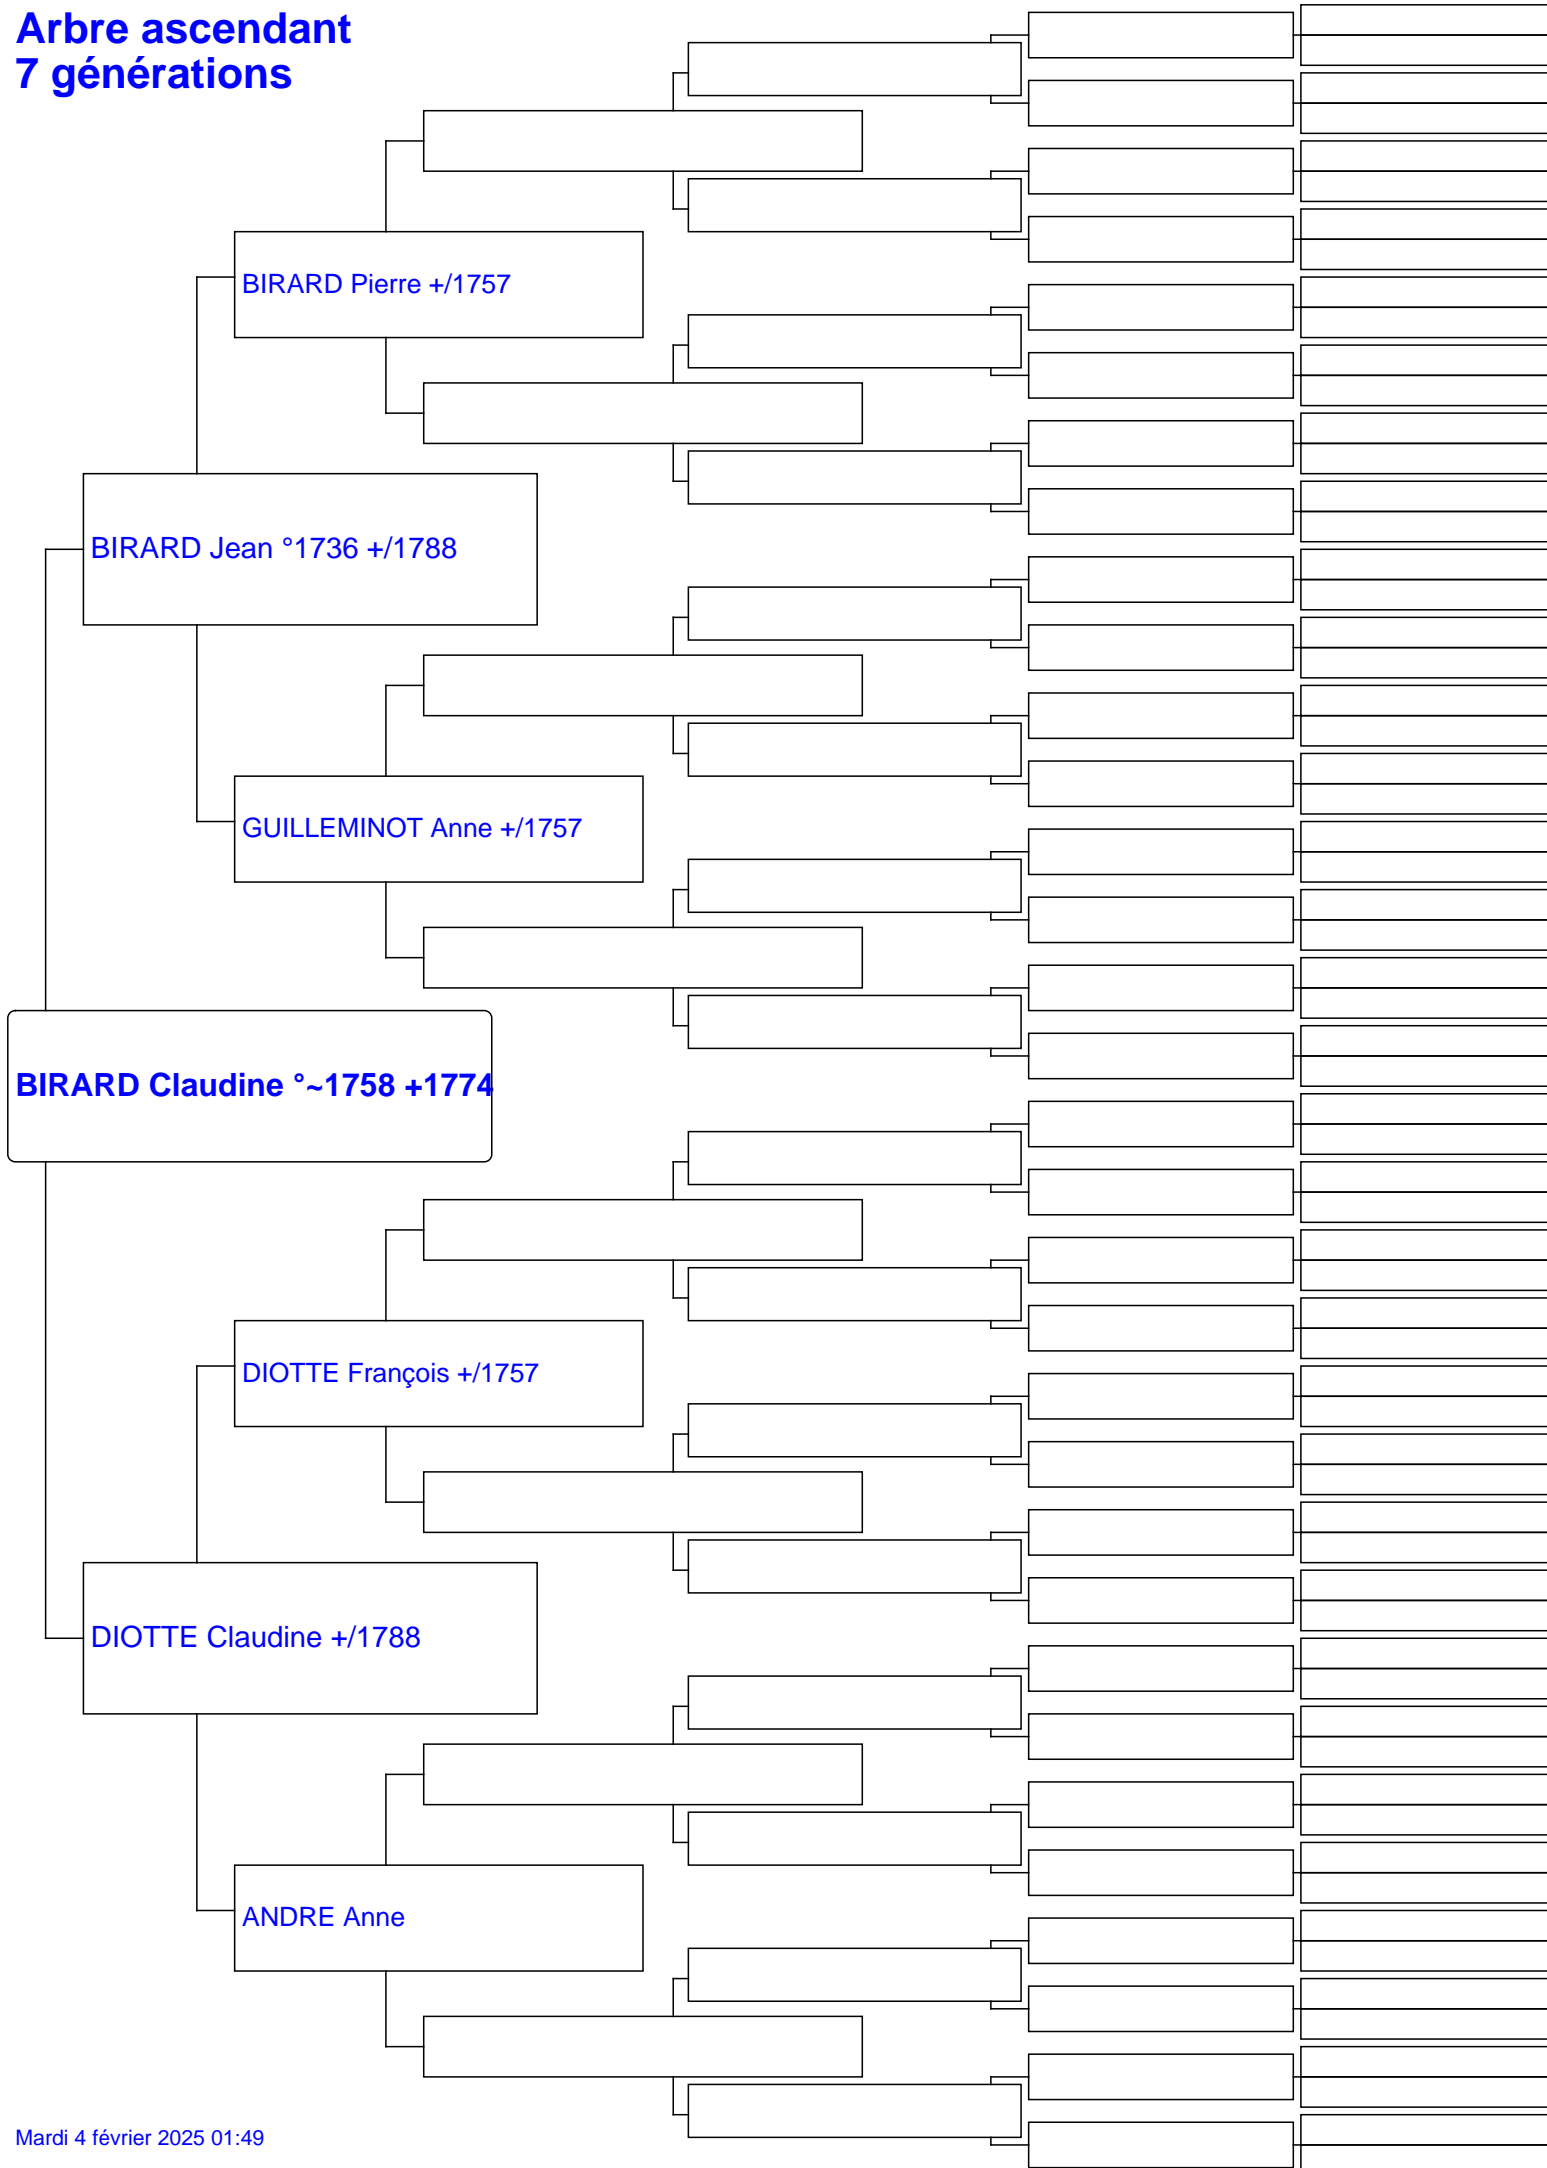 Arbre ascendant
7 générations
BIRARD Pierre +/1757
BIRARD Jean °1736 +/1788
GUILLEMINOT Anne +/1757
BIRARD Claudine °~1758 +1774
DIOTTE François +/1757
DIOTTE Claudine +/1788
ANDRE Anne
Mardi 4 février 2025 01:49